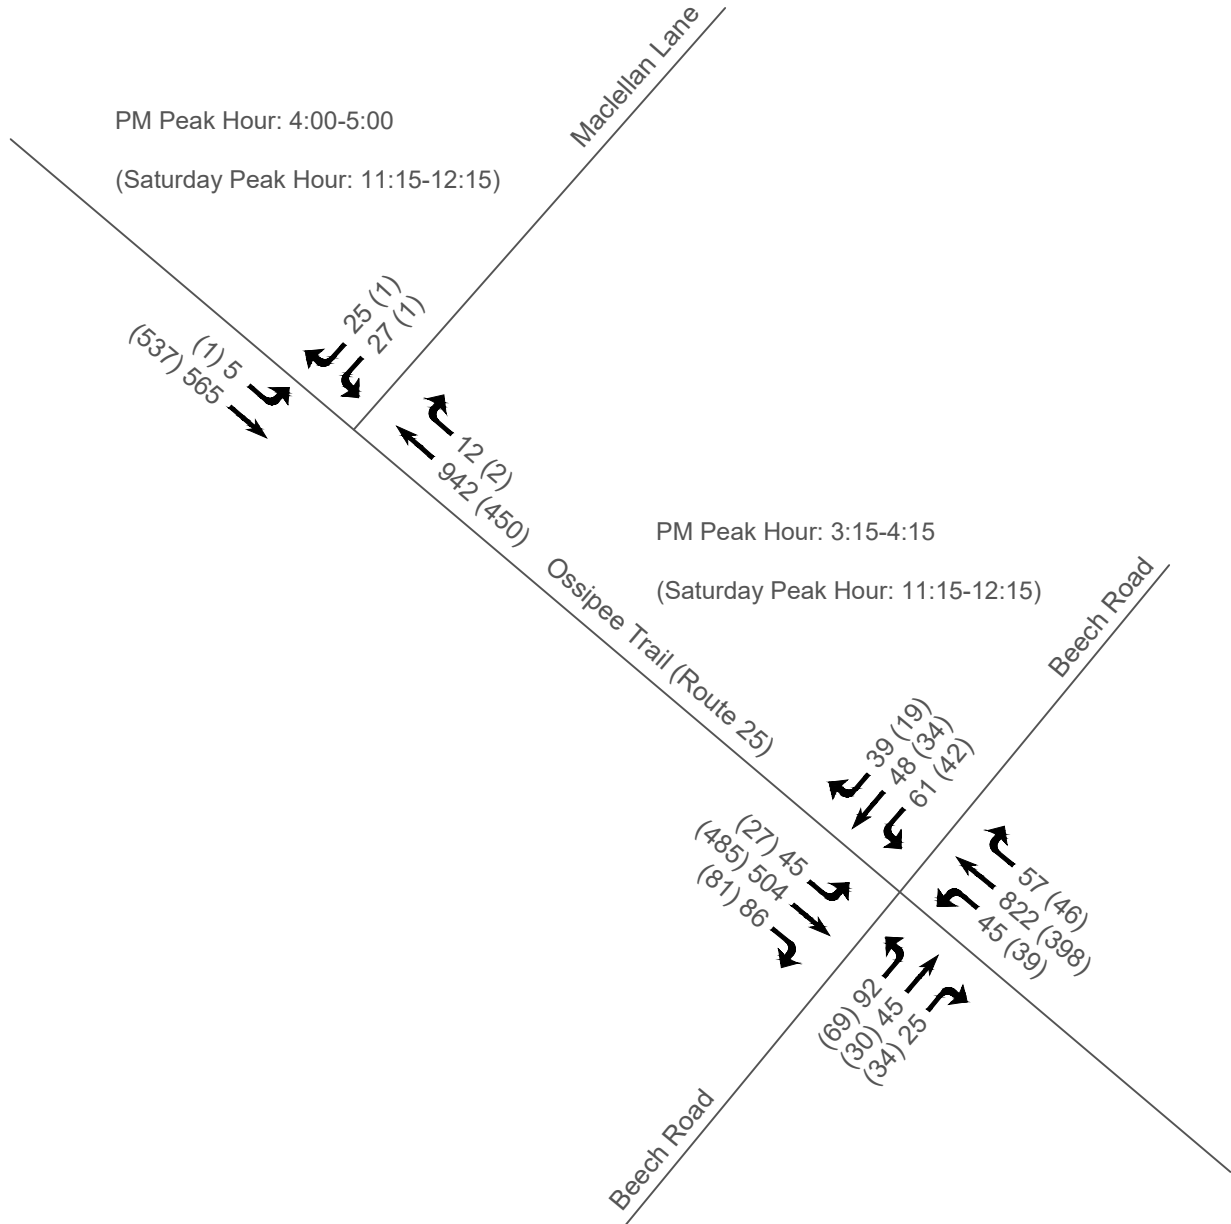 Maclellan Lane
PM Peak Hour: 4:00-5:00
(Saturday Peak Hour: 11:15-12:15)
25 (1)
27 (1)
(1) 5
(537) 565
12 (2)
942 (450)
Ossipee Trail (Route 25)
PM Peak Hour: 3:15-4:15
(Saturday Peak Hour: 11:15-12:15)
Beech Road
39 (19)
48 (34)
61 (42)
(27) 45
(485) 504
(81) 86
57 (46)
822 (398)
45 (39)
(69) 92
(30) 45
(34) 25
Beech Road